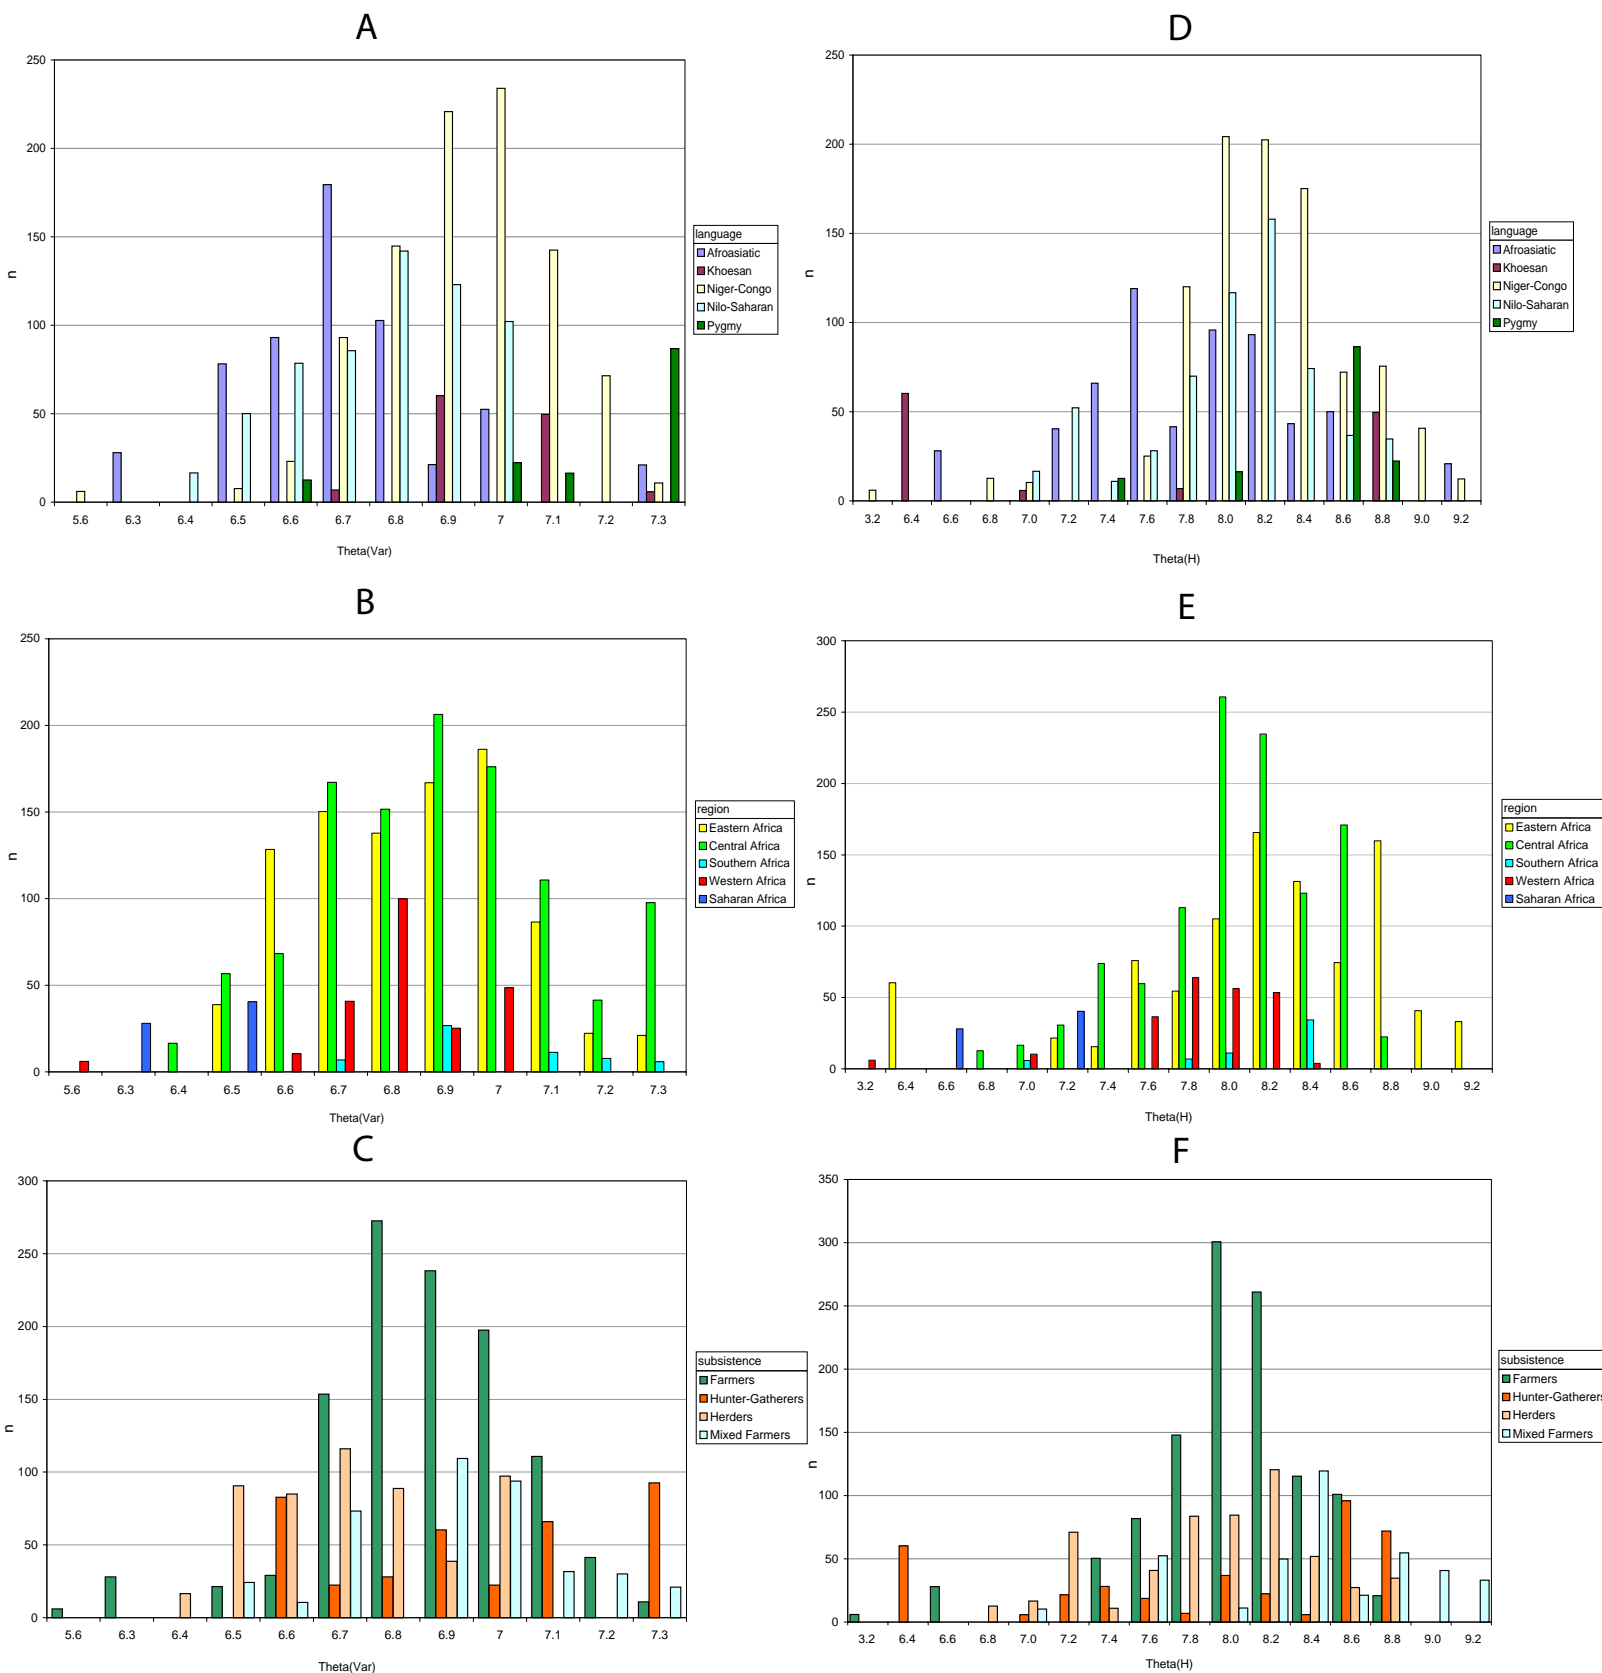 A
250
200
150
100
50
0
n
5.6 6.3 6.4 6.5 6.6 6.7 6.8 6.9 7 7.1 7.2 7.3
Theta(Var)
language
Afroasiatic
Khoesan
Niger-Congo
Nilo-Saharan
Pygmy
D
250
200
150
100
50
0
n
3.2 6.4 6.6 6.8 7.0 7.2 7.4 7.6 7.8 8.0 8.2 8.4 8.6 8.8 9.0 9.2
Theta(H)
language
Afroasiatic
Khoesan
Niger-Congo
Nilo-Saharan
Pygmy
B
250
200
150
100
50
0
n
5.6 6.3 6.4 6.5 6.6 6.7 6.8 6.9 7 7.1 7.2 7.3
Theta(Var)
region
Eastern Africa
Central Africa
Southern Africa
Western Africa
Saharan Africa
E
300
250
200
150
100
50
0
n
3.2 6.4 6.6 6.8 7.0 7.2 7.4 7.6 7.8 8.0 8.2 8.4 8.6 8.8 9.0 9.2
Theta(H)
region
Eastern Africa
Central Africa
Southern Africa
Western Africa
Saharan Africa
C
300
250
200
150
100
50
0
n
5.6 6.3 6.4 6.5 6.6 6.7 6.8 6.9 7 7.1 7.2 7.3
Theta(Var)
subsistence
Farmers
Hunter-Gatherers
Herders
Mixed Farmers
F
350
300
250
200
150
100
50
0
n
3.2 6.4 6.6 6.8 7.0 7.2 7.4 7.6 7.8 8.0 8.2 8.4 8.6 8.8 9.0 9.2
Theta(H)
subsistence
Farmers
Hunter-Gatherers
Herders
Mixed Farmers